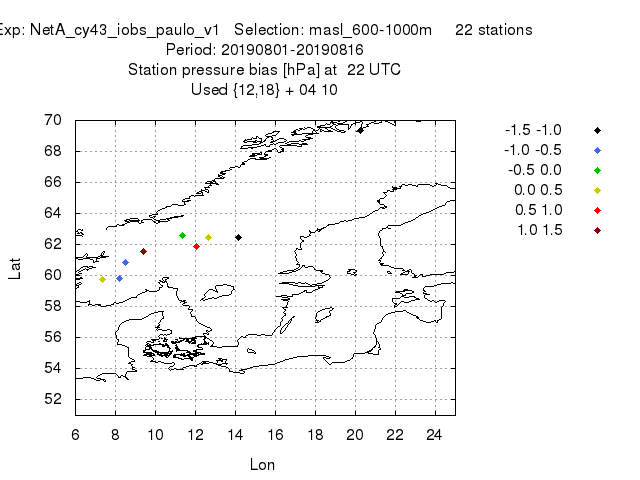 Exp: NetA_cy43_iobs_paulo_v1 Selection: masl_600-1000m 22 stations
Period: 20190801-20190816
Station pressure bias [hPa] at 22 UTC
Used {12,18} + 04 10
70
68
66
64
62
60
58
56
54
52
Lat
6 8 10 12 14 16 18 20 22 24
Lon
-1.5 -1.0
-1.0 -0.5
-0.5 0.0
0.0 0.5
0.5 1.0
1.0 1.5